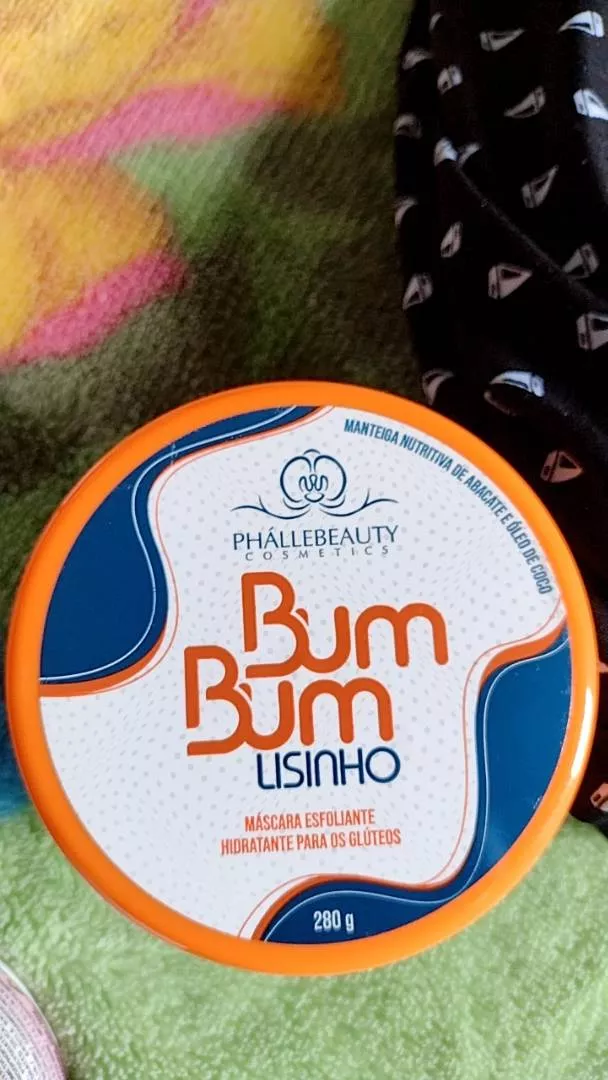 MANTEIGA NUTRITIVA DE ABACATE E ÓLEO DE COCO
PHÁLLEBEAUTY
COSMETICS
BUM
BUM
LISINHO
MÁSCARA ESFOLIANTE
HIDRATANTE PARA OS GLÚTEOS
280 g